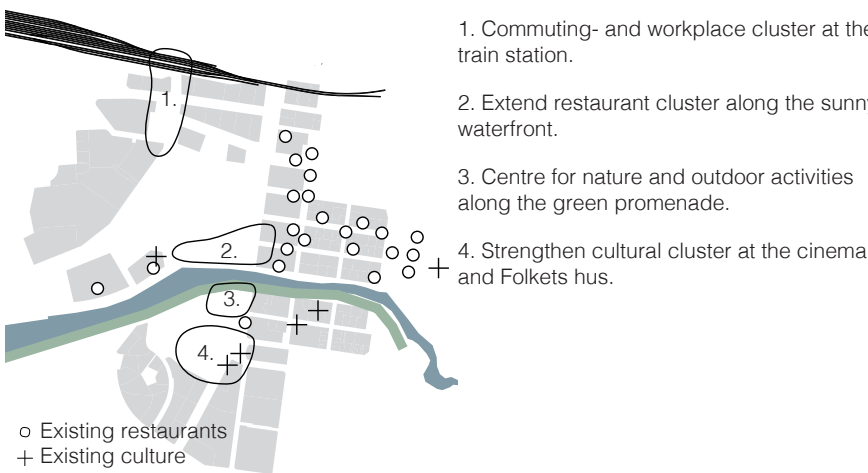 1. Commuting- and workplace cluster at the
train station.
2. Extend restaurant cluster along the sunny
waterfront.
3. Centre for nature and outdoor activities
along the green promenade.
4. Strengthen cultural cluster at the cinema
and Folkets hus.
1.
2.
3.
4.
Existing restaurants
Existing culture